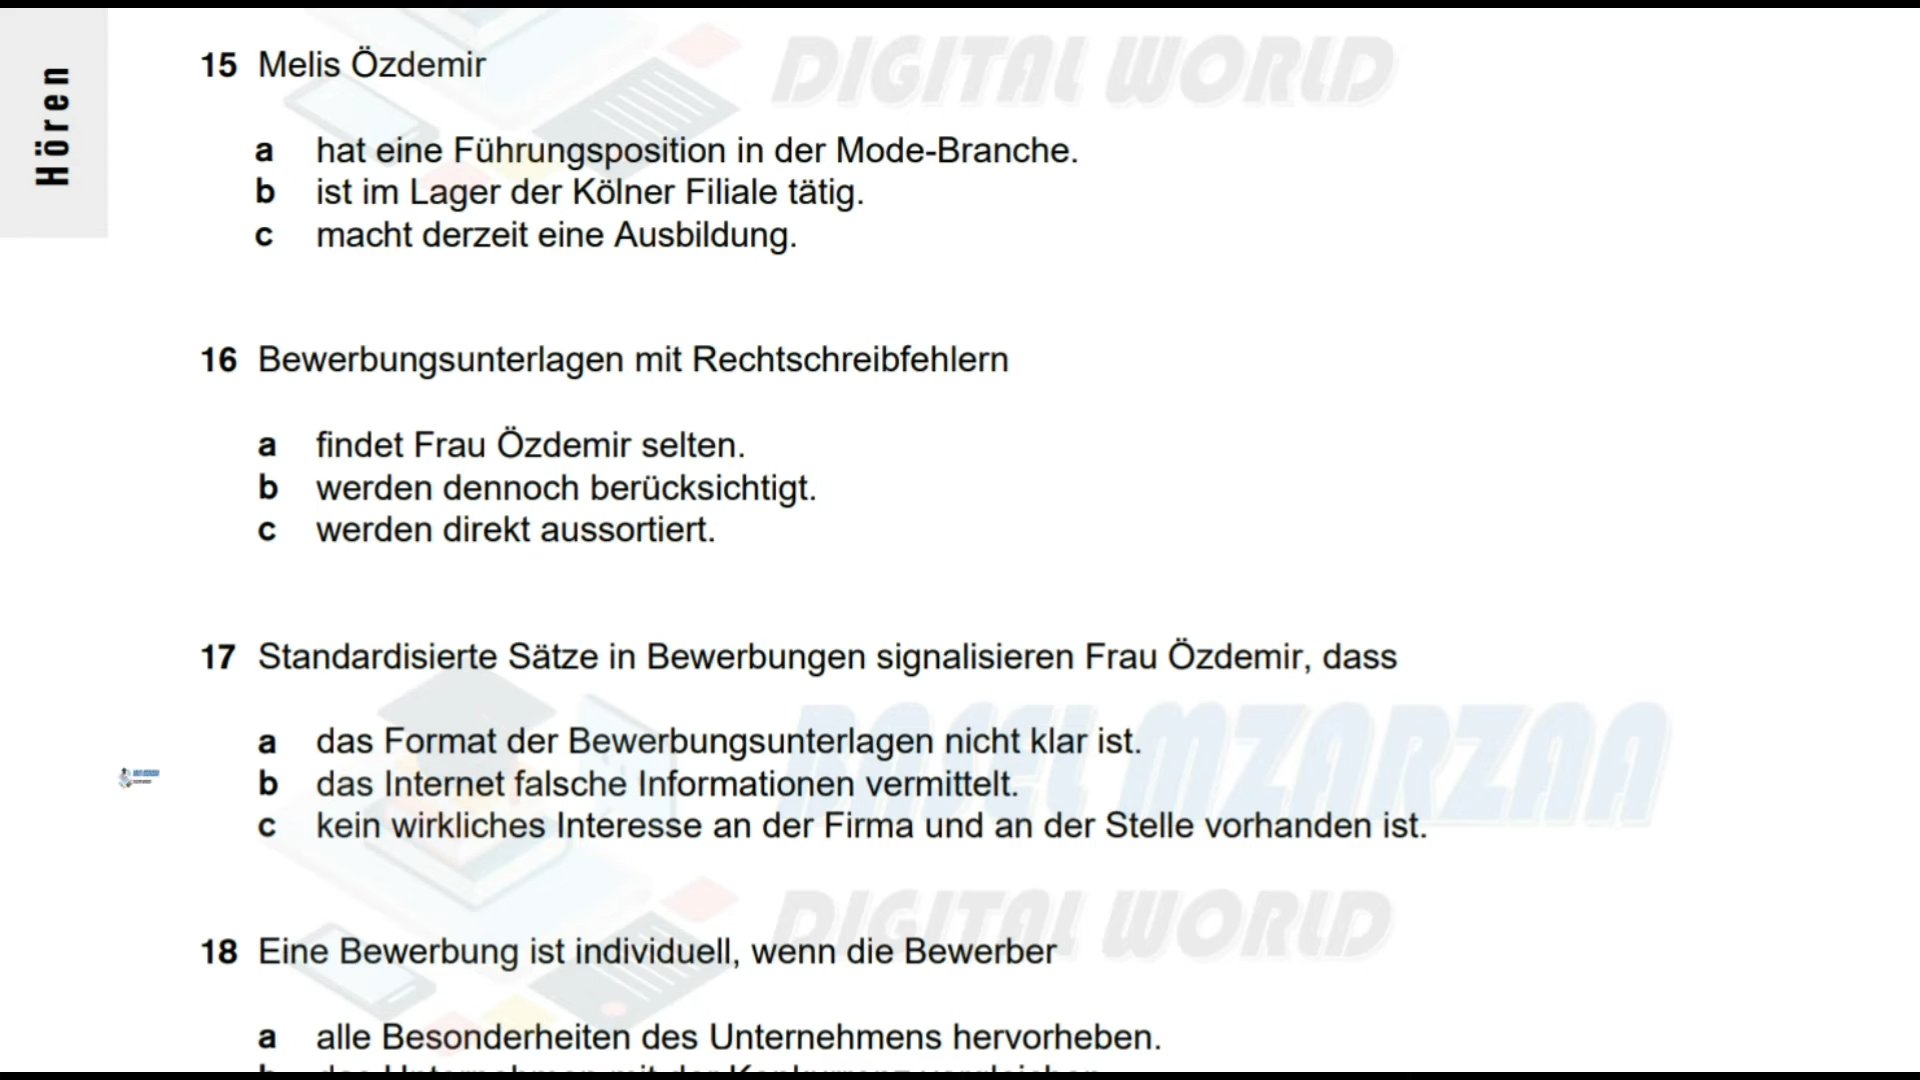 Hören
DIGITAL WORLD
15 Melis Özdemir
a hat eine Führungsposition in der Mode-Branche.
b ist im Lager der Kölner Filiale tätig.
c macht derzeit eine Ausbildung.
16 Bewerbungsunterlagen mit Rechtschreibfehlern
a findet Frau Özdemir selten.
b werden dennoch berücksichtigt.
c werden direkt aussortiert.
17 Standardisierte Sätze in Bewerbungen signalisieren Frau Özdemir, dass
BASEL MZARZAA
a das Format der Bewerbungsunterlagen nicht klar ist.
b das Internet falsche Informationen vermittelt.
c kein wirkliches Interesse an der Firma und an der Stelle vorhanden ist.
DIGITAL WORLD
18 Eine Bewerbung ist individuell, wenn die Bewerber
a alle Besonderheiten des Unternehmens hervorheben.